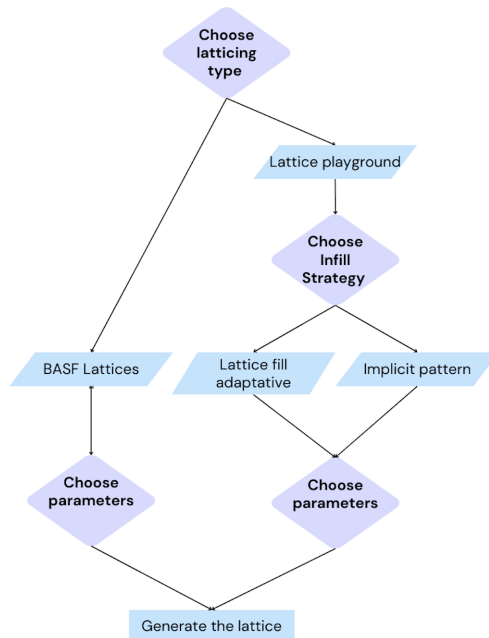 Choose
latticing
type
Lattice playground
Choose
Infill
Strategy
BASF Lattices
Lattice fill
adaptative
Implicit pattern
Choose
parameters
Choose
parameters
Generate the lattice